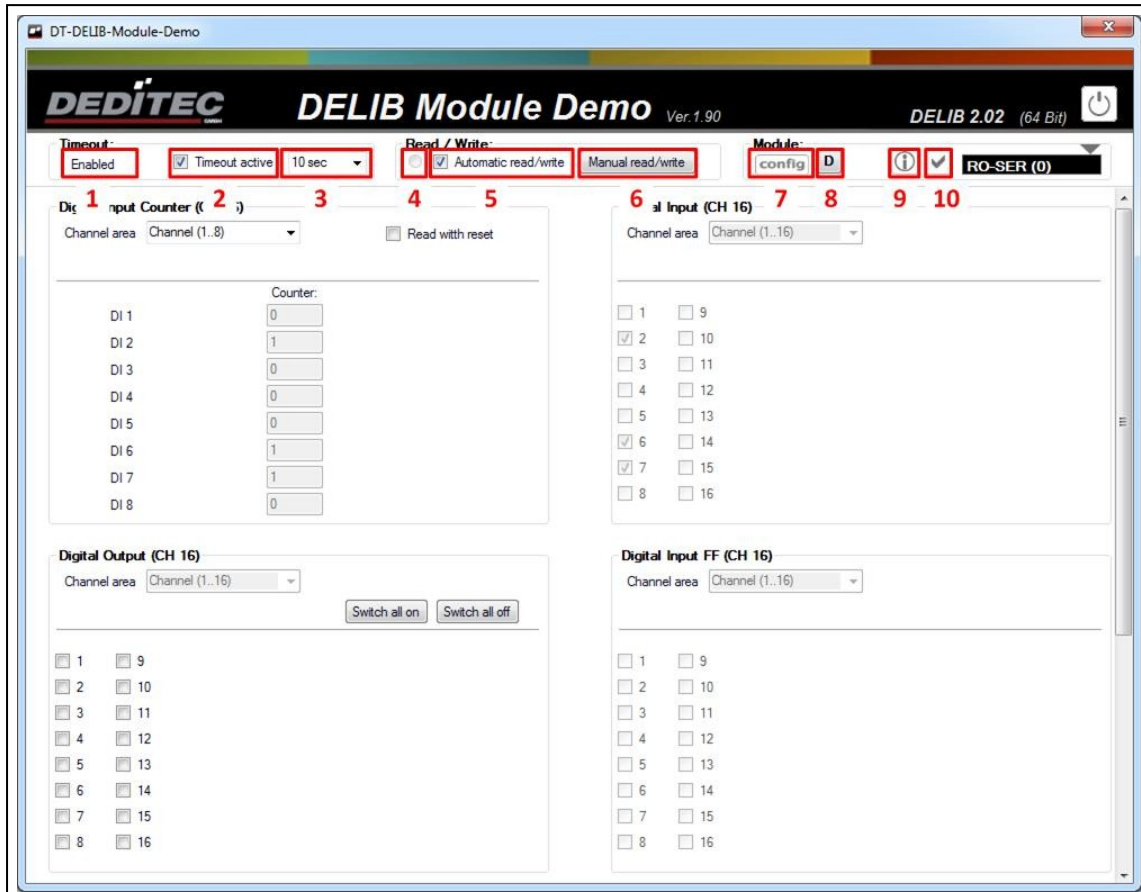 DT-DELIB-Module-Demo
DEDITEC
GMBH
DELIB Module Demo Ver.1.90
DELIB 2.02 (64 Bit)
Timeout: Read / Write: Module:
Enabled Timeout active 10 sec Automatic read/write Manual read/write config D RO-SER (0)
1 2 3 4 5 6 7 8 9 10
Input Counter
Channel area Channel (1..8) Read witth reset
Counter:
DI 1 0
DI 2 1
DI 3 0
DI 4 0
DI 5 0
DI 6 1
DI 7 1
DI 8 0
Input (CH 16)
Channel area Channel (1..16)
1 9
2 10
3 11
4 12
5 13
6 14
7 15
8 16
Digital Output (CH 16)
Channel area Channel (1..16)
Switch all on Switch all off
1 9
2 10
3 11
4 12
5 13
6 14
7 15
8 16
Digital Input FF (CH 16)
Channel area Channel (1..16)
1 9
2 10
3 11
4 12
5 13
6 14
7 15
8 16